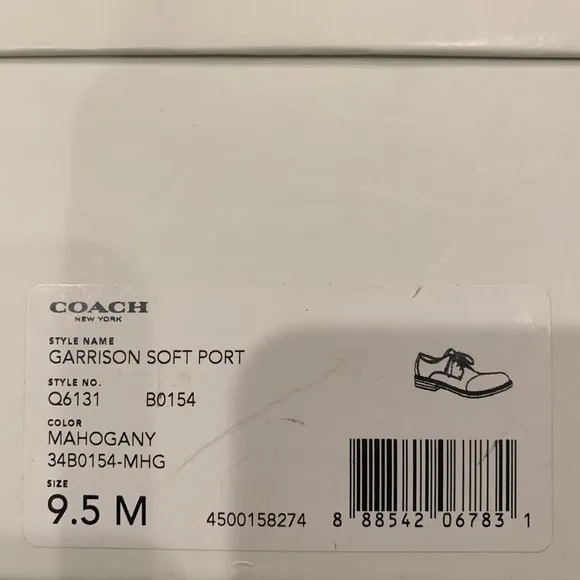 COACH
NEW YORK
STYLE NAME
GARRISON SOFT PORT
STYLE NO.
Q6131 B0154
COLOR
MAHOGANY
34B0154-MHG
SIZE
9.5 M
4500158274 8 88542 06783 1